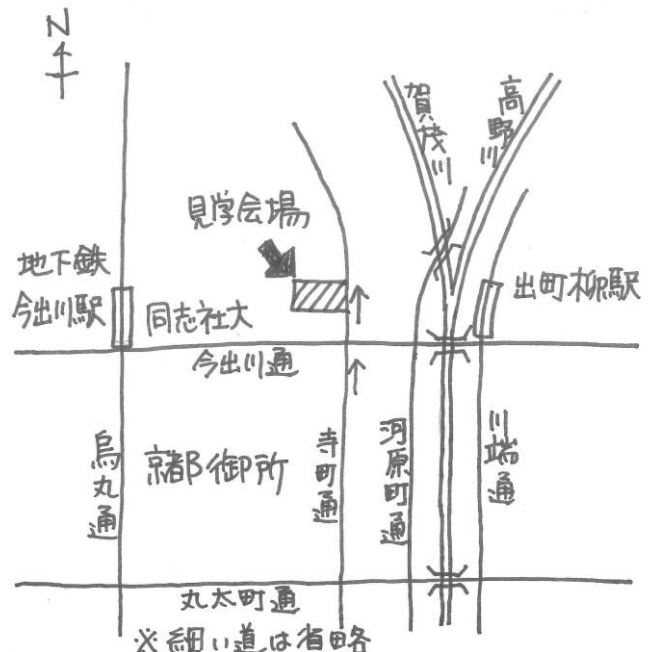 N
賀茂川
高野川
見学会場
地下鉄
今出川駅
同志社大
出町柳駅
今出川通
烏丸通
京都御所
寺町通
河原町通
川端通
丸太町通
※細い道は省略